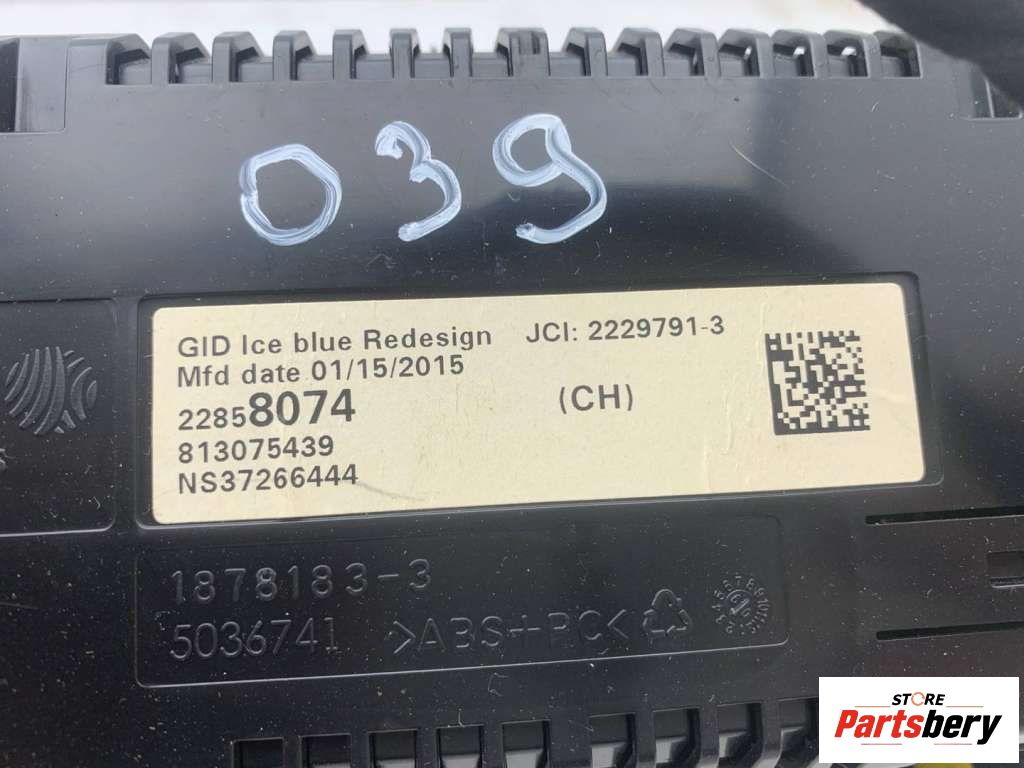 039
GID Ice blue Redesign JCI: 2229791-3
Mfd date 01/15/2015
22858074 (CH)
813075439
NS37266444
1878183-3
5036741 >ABS+PC<
STORE
Partsbery